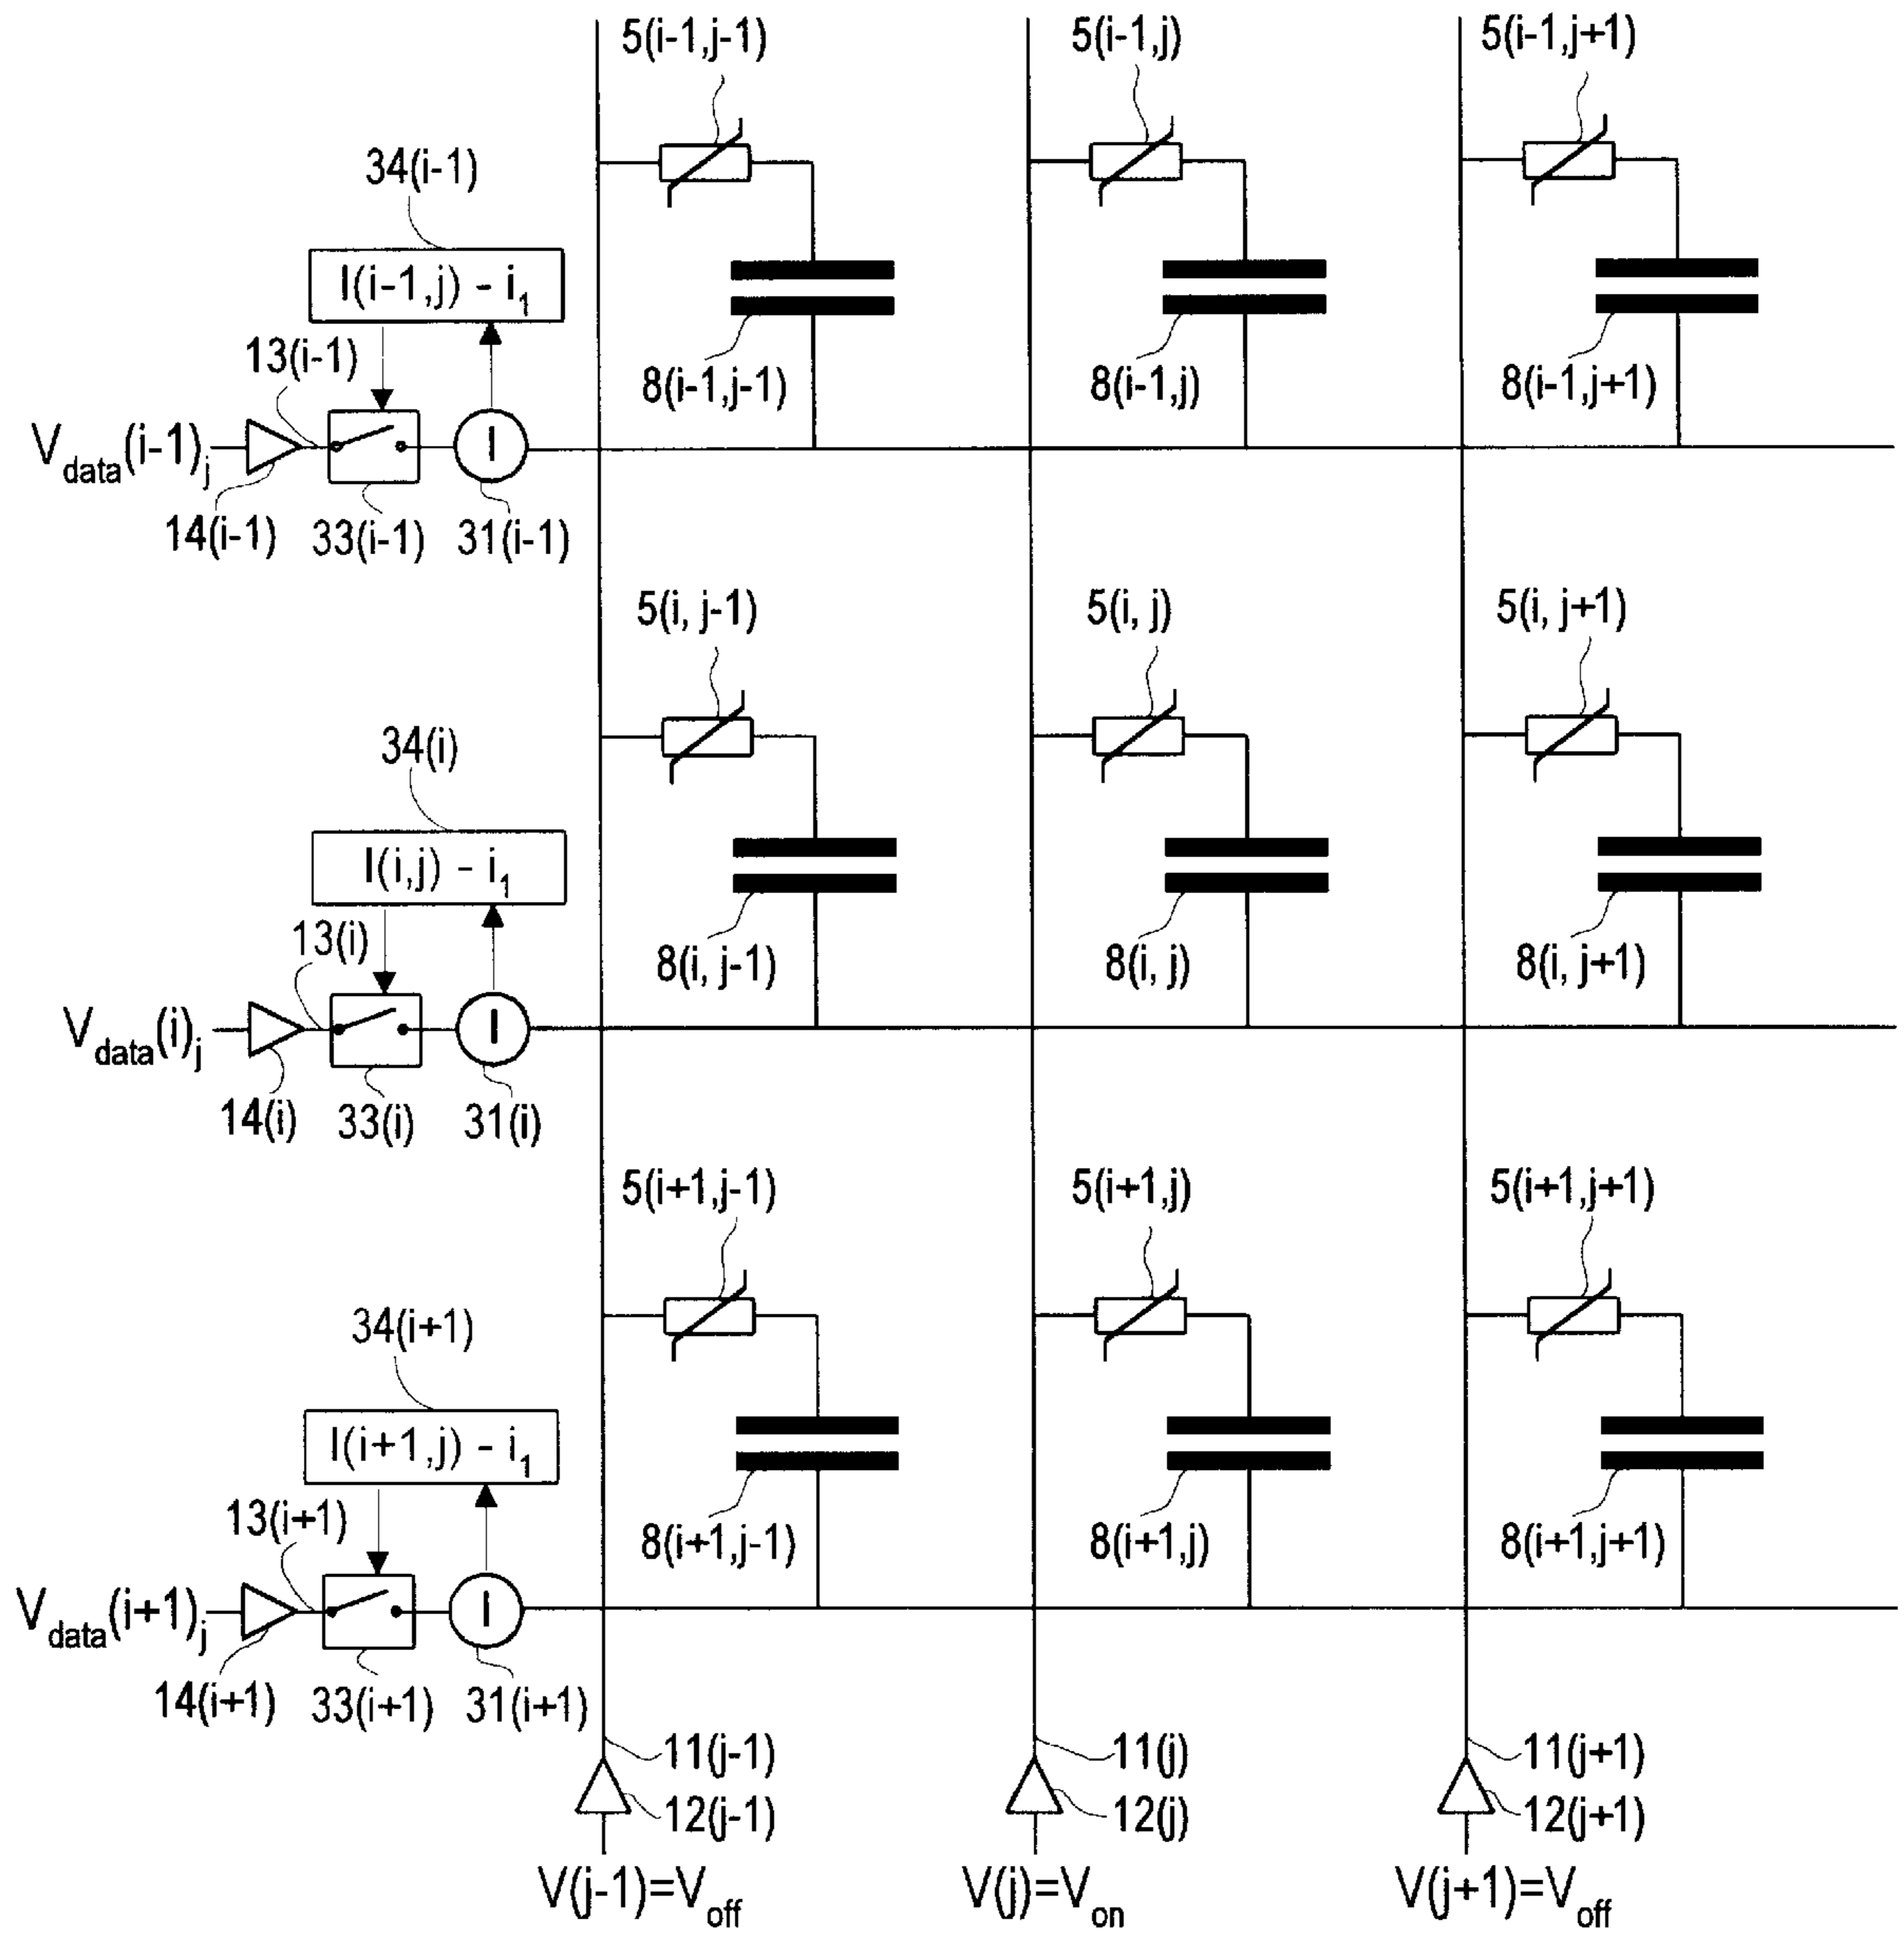 5(i-1,j-1)
5(i-1,j)
5(i-1,j+1)
34(i-1)
I(i-1,j) - i1
13(i-1)
8(i-1,j-1)
8(i-1,j)
8(i-1,j+1)
Vdata(i-1)j
I
14(i-1)
33(i-1)
31(i-1)
5(i, j-1)
5(i, j)
5(i, j+1)
34(i)
I(i,j) - i1
13(i)
8(i, j-1)
8(i, j)
8(i, j+1)
Vdata(i)j
I
14(i)
33(i)
31(i)
5(i+1,j-1)
5(i+1,j)
5(i+1,j+1)
34(i+1)
I(i+1,j) - i1
13(i+1)
8(i+1,j-1)
8(i+1,j)
8(i+1,j+1)
Vdata(i+1)j
I
14(i+1)
33(i+1)
31(i+1)
11(j-1)
11(j)
11(j+1)
12(j-1)
12(j)
12(j+1)
V(j-1)=Voff
V(j)=Von
V(j+1)=Voff